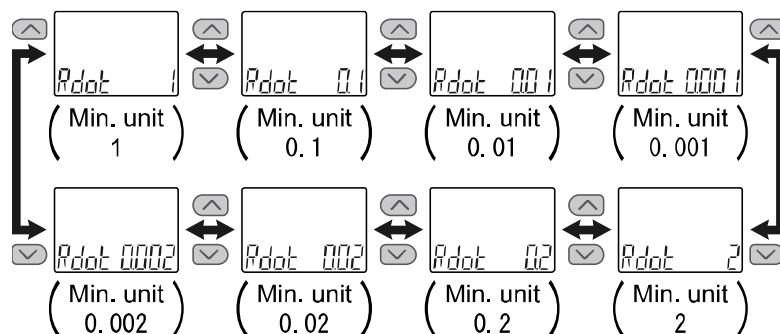 Rdot 1
Rdot 0.1
Rdot 0.01
Rdot 0.001
(Min. unit
1)
(Min. unit
0.1)
(Min. unit
0.01)
(Min. unit
0.001)
Rdot 0.002
Rdot 0.02
Rdot 0.2
Rdot 2
(Min. unit
0.002)
(Min. unit
0.02)
(Min. unit
0.2)
(Min. unit
2)